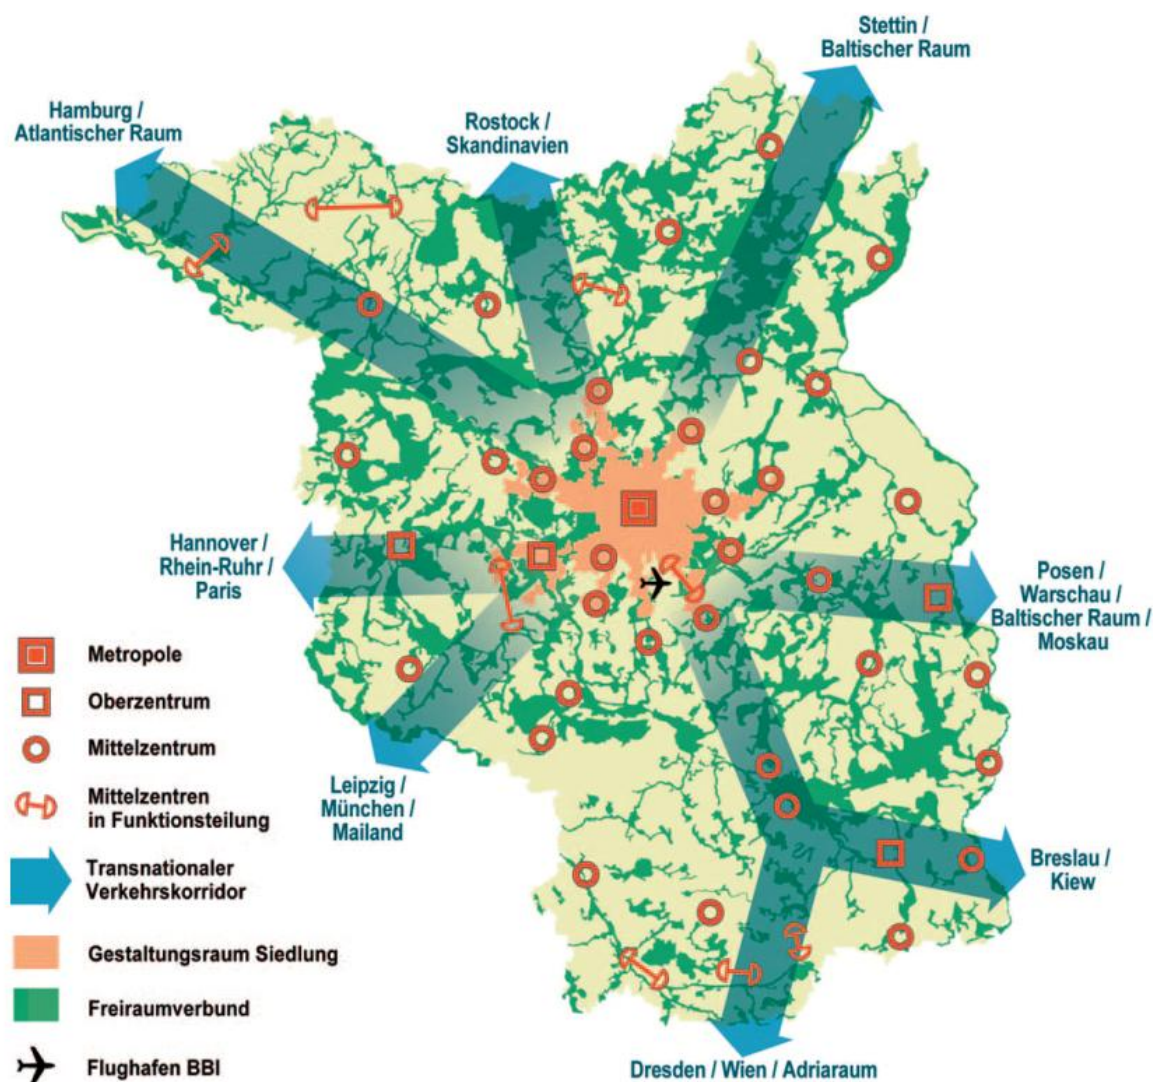 Stettin /
Baltischer Raum
Hamburg /
Atlantischer Raum
Rostock /
Skandinavien
Hannover /
Rhein-Ruhr /
Paris
Posen /
Warschau /
Baltischer Raum /
Moskau
Leipzig /
München /
Mailand
Breslau /
Kiew
Dresden / Wien / Adriaraum
Metropole
Oberzentrum
Mittelzentrum
Mittelzentren
in Funktionsteilung
Transnationaler
Verkehrskorridor
Gestaltungsraum Siedlung
Freiraumverbund
Flughafen BBI